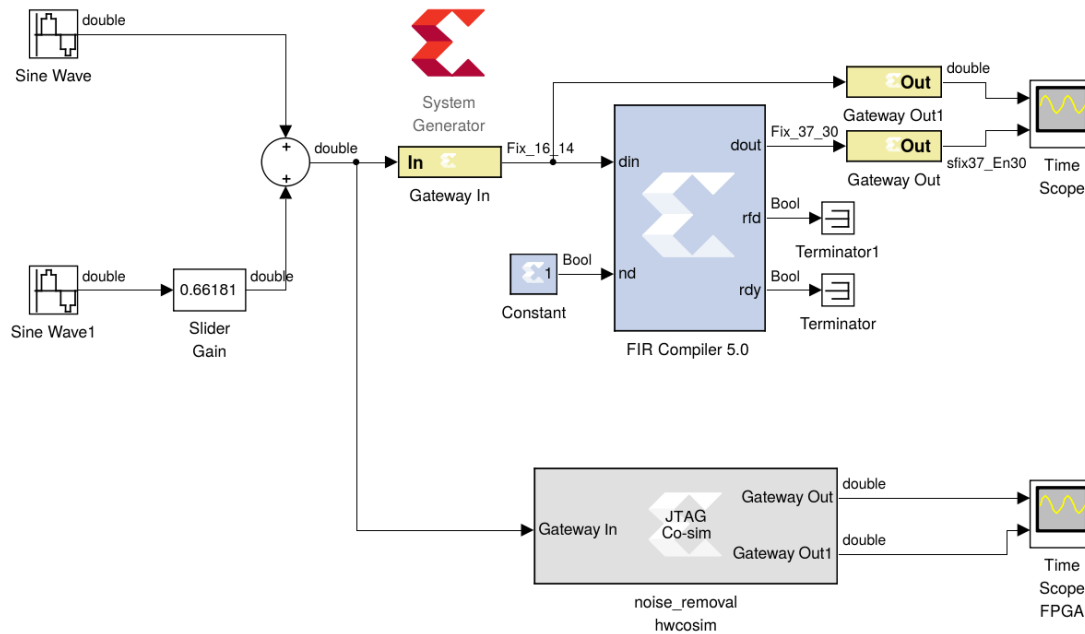 double
Sine Wave
System
Generator
double
Out
Gateway Out1
+
+
double
In
Fix_16_14
Gateway In
din
dout
Fix_37_30
Out
Gateway Out
sfix37_En30
Time
Scope
rfd
Bool
Terminator1
double
Sine Wave1
0.66181
double
Slider
Gain
1
Bool
Constant
nd
rdy
Bool
Terminator
FIR Compiler 5.0
Gateway In
JTAG
Co-sim
Gateway Out
double
Gateway Out1
double
noise_removal
hwcosim
Time
Scope
FPGA